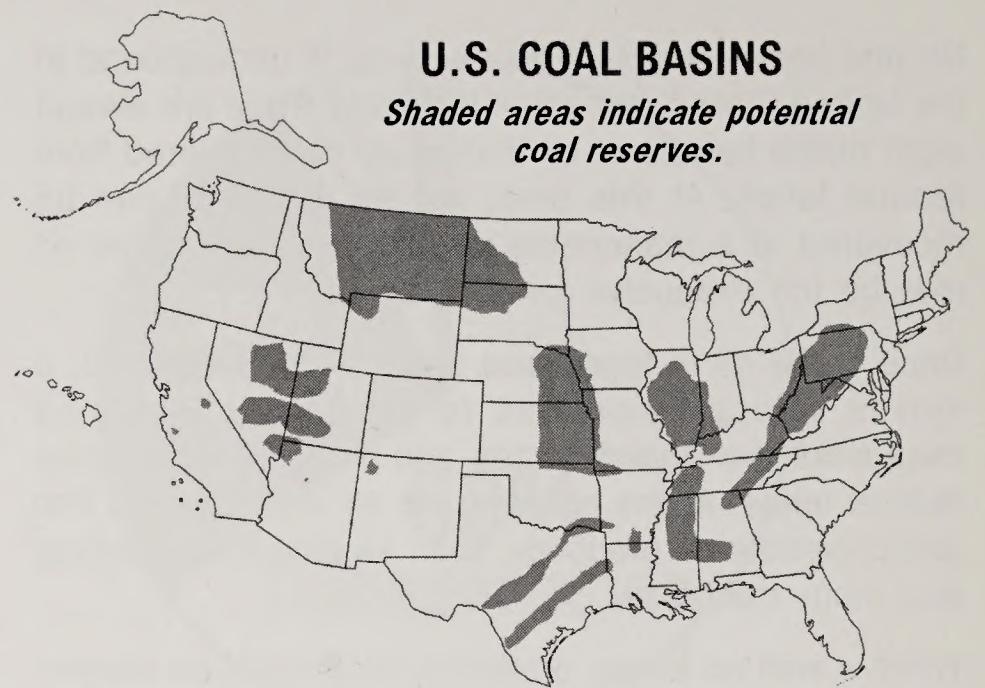 U.S. COAL BASINS
Shaded areas indicate potential
coal reserves.